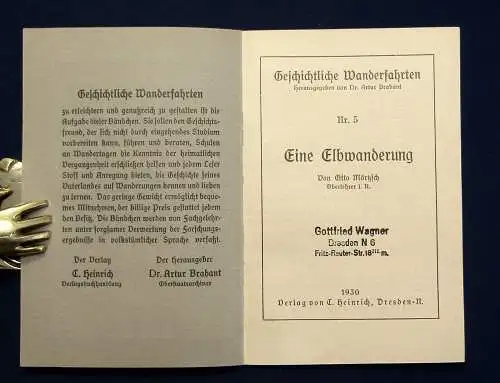 Geschichtliche Wanderfahrten
zu erleichtern und genußreich zu gestalten ist die
Aufgabe dieser Bändchen. Sie sollen den Geschichts-
freund, der sich nicht durch eingehendes Studium
vorbereiten kann, führen und beraten, Schulen
an Wandertagen die Kenntnis der heimatlichen
Vergangenheit erschließen helfen und jedem Leser
Stoff und Anregung bieten, die Geschichte seines
Vaterlandes auf Wanderungen kennen und lieben
zu lernen. Das geringe Gewicht ermöglicht beque-
mes Mitnehmen, der billige Preis gestattet jedem
den Besitz. Die Bändchen werden von Fachgelehr-
ten unter sorgsamer Verwertung der Forschungs-
ergebnisse in volkstümlicher Sprache verfaßt.
Der Verlag
C. Heinrich
Verlagsbuchhandlung
Der Herausgeber
Dr. Artur Brabant
Oberstaatsarchivar
Geschichtliche Wanderfahrten
Herausgegeben von Dr. Artur Brabant
Nr. 5
Eine Elbwanderung
Von Otto Mörtzsch
Oberlehrer i. R.
Gottfried Wagner
Dresden N 6
Fritz-Reuter-Str. 18 m.
1930
Verlag von C. Heinrich, Dresden-N.